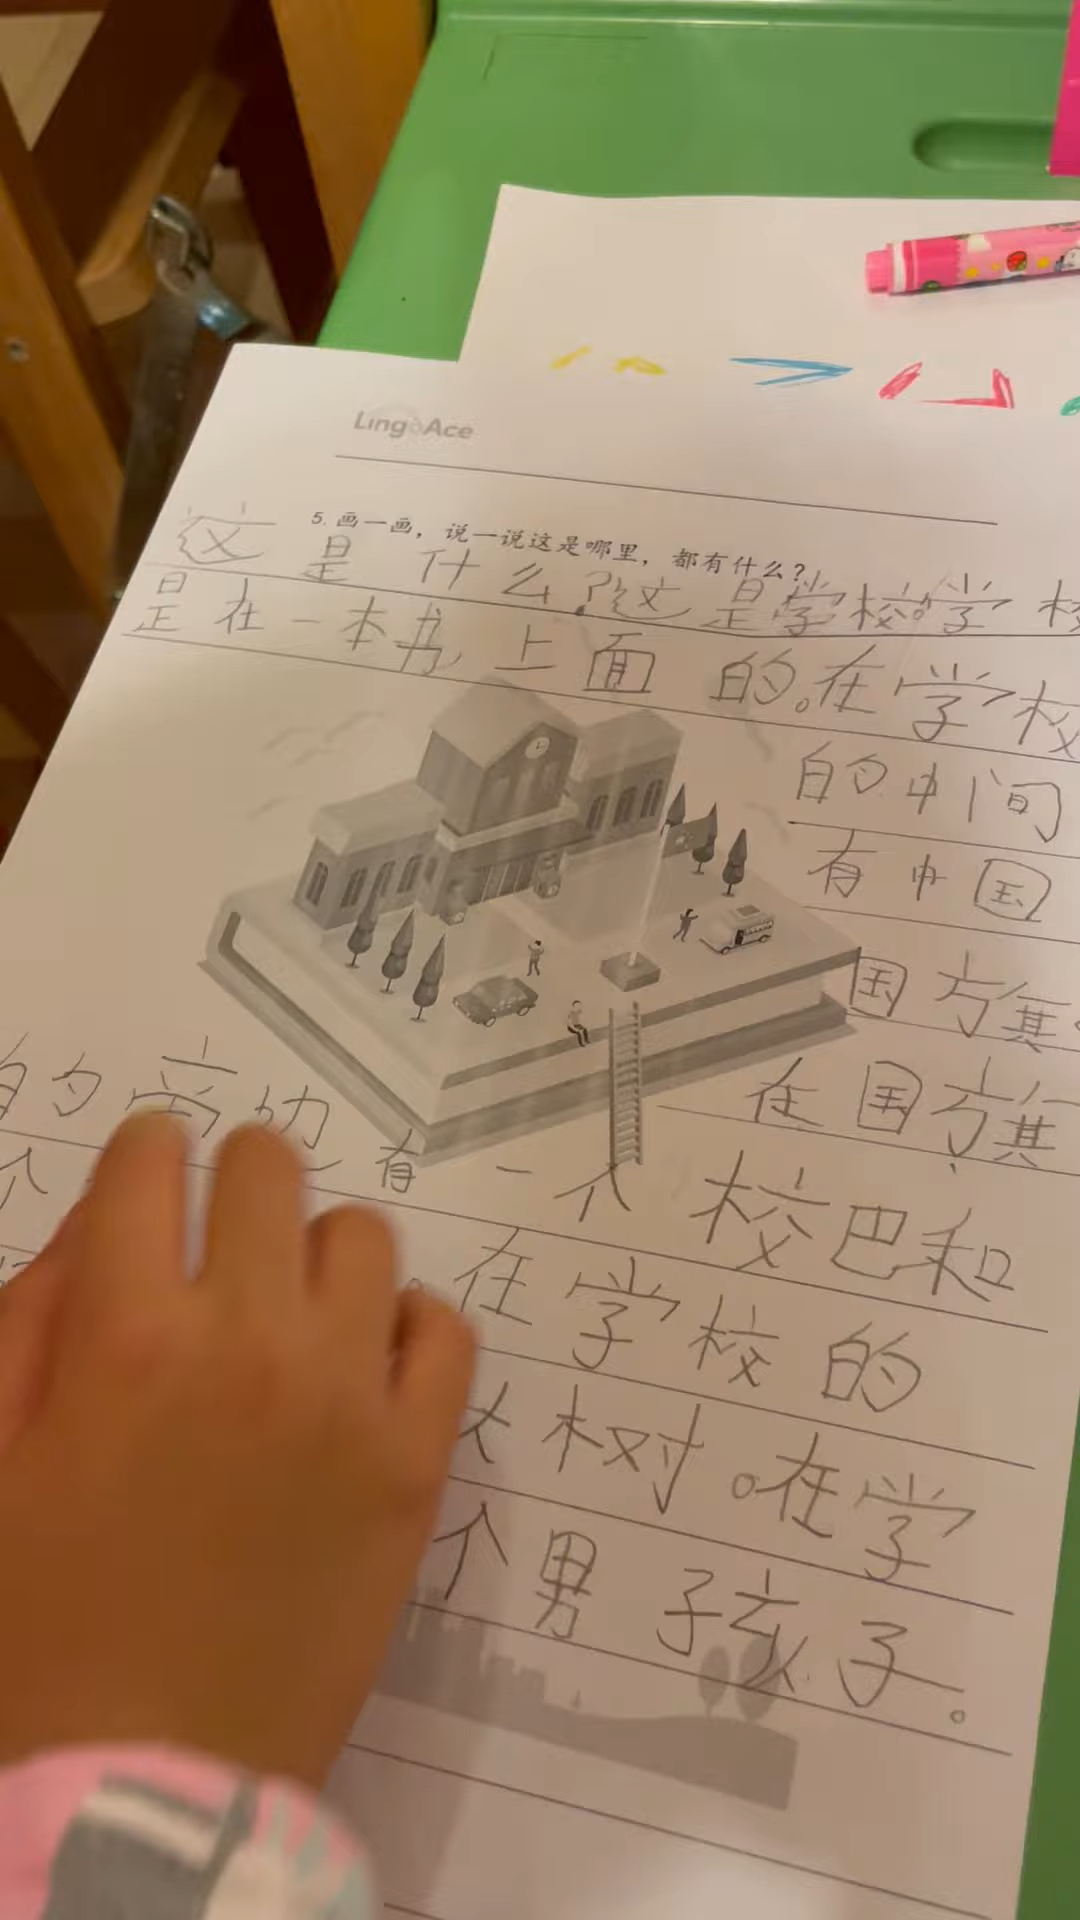 LingoAce
5. 画一画，说一说这是哪里，都有什么？
这是什么？这是学校。学校
是在一本书上面的。在学校
的中间
有中国
国旗。
在国旗
的旁边有一个校巴和
个
。在学校的
大树。在学
个男孩子。